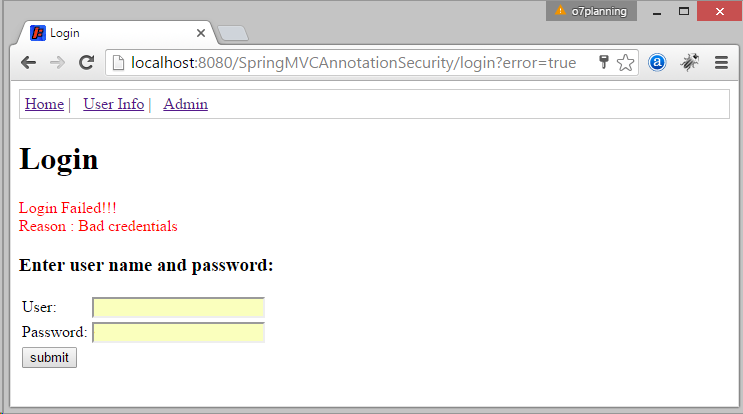 o7planning
Login
localhost:8080/SpringMVCAnnotationSecurity/login?error=true
a
Home | User Info | Admin
Login
Login Failed!!!
Reason : Bad credentials
Enter user name and password:
User:
Password:
submit